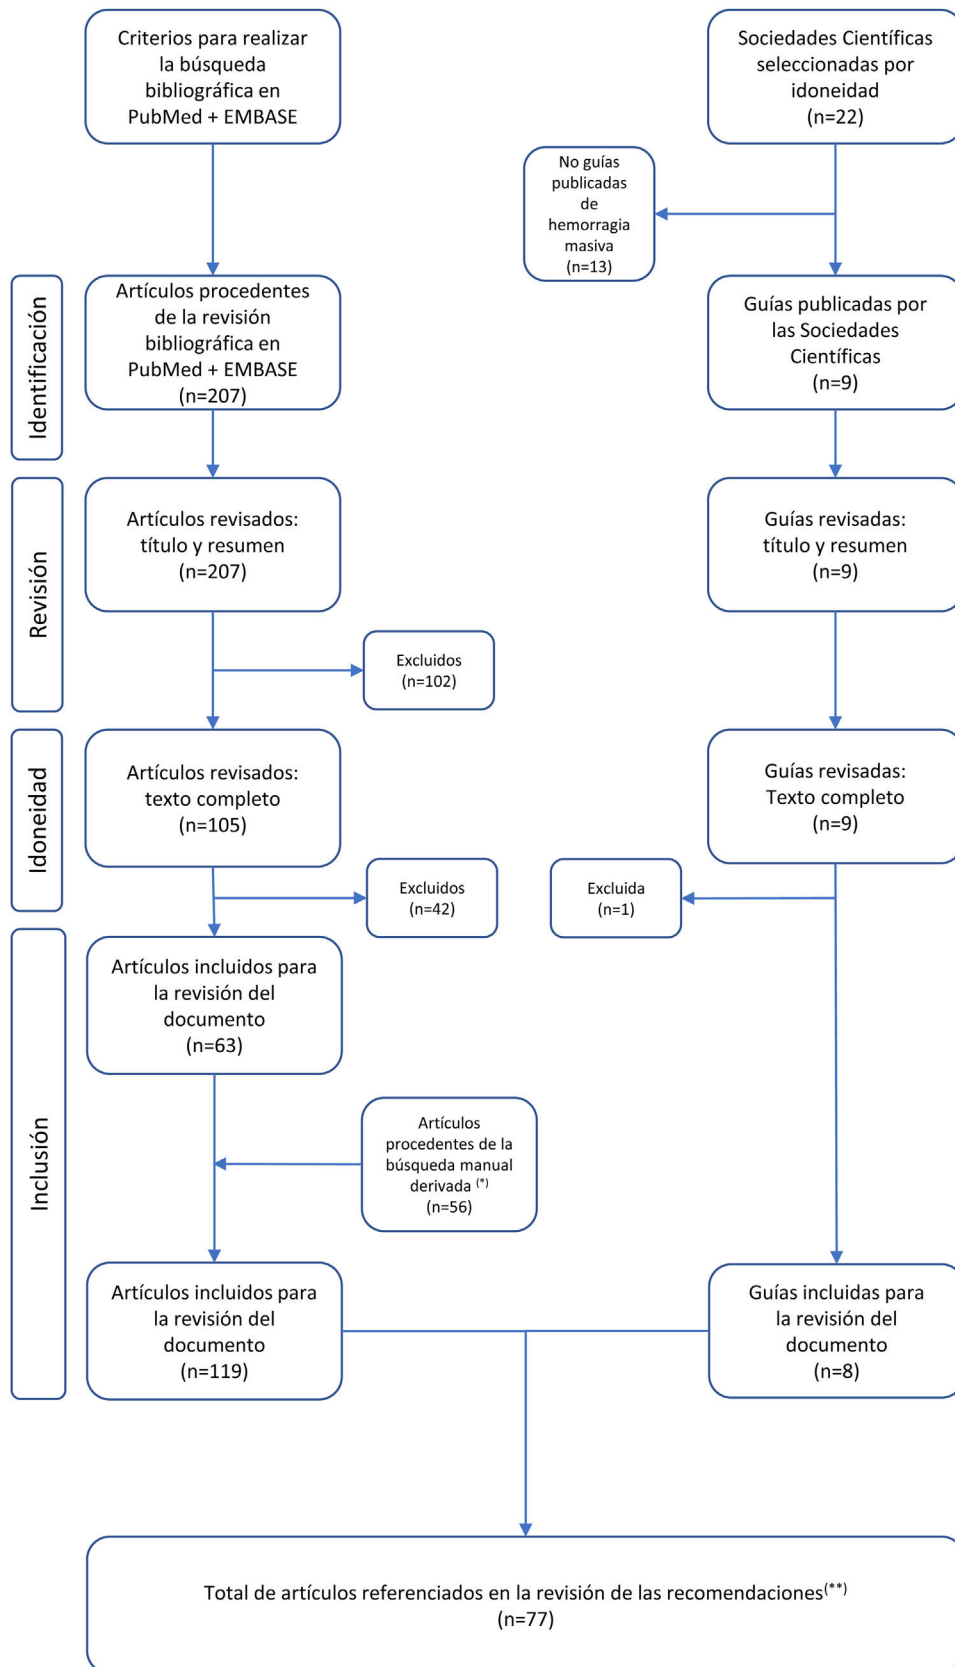 Criterios para realizar
la búsqueda
bibliográfica en
PubMed + EMBASE
Sociedades Científicas
seleccionadas por
idoneidad
(n=22)
No guías
publicadas
de
hemorragia
masiva
(n=13)
Identificación
Artículos procedentes
de la revisión
bibliográfica en
PubMed + EMBASE
(n=207)
Guías publicadas por
las Sociedades
Científicas
(n=9)
Revisión
Artículos revisados:
título y resumen
(n=207)
Guías revisadas:
título y resumen
(n=9)
Excluidos
(n=102)
Idoneidad
Artículos revisados:
texto completo
(n=105)
Guías revisadas:
Texto completo
(n=9)
Excluidos
(n=42)
Excluida
(n=1)
Inclusión
Artículos incluidos para
la revisión del
documento
(n=63)
Artículos
procedentes de la
búsqueda manual
derivada (*)
(n=56)
Artículos incluidos para
la revisión del
documento
(n=119)
Guías incluidas para
la revisión del
documento
(n=8)
Total de artículos referenciados en la revisión de las recomendaciones(**)
(n=77)